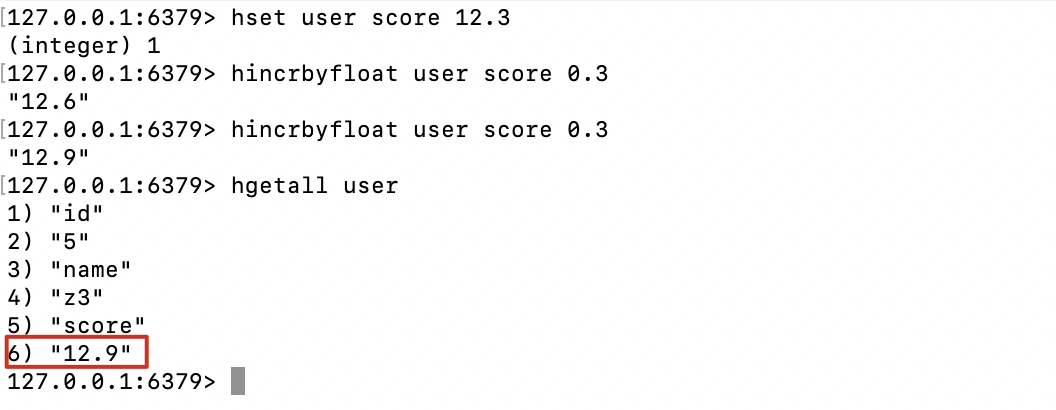 [127.0.0.1:6379> hset user score 12.3
(integer) 1
[127.0.0.1:6379> hincrbyfloat user score 0.3
"12.6"
[127.0.0.1:6379> hincrbyfloat user score 0.3
"12.9"
[127.0.0.1:6379> hgetall user
1) "id"
2) "5"
3) "name"
4) "z3"
5) "score"
6) "12.9"
127.0.0.1:6379>